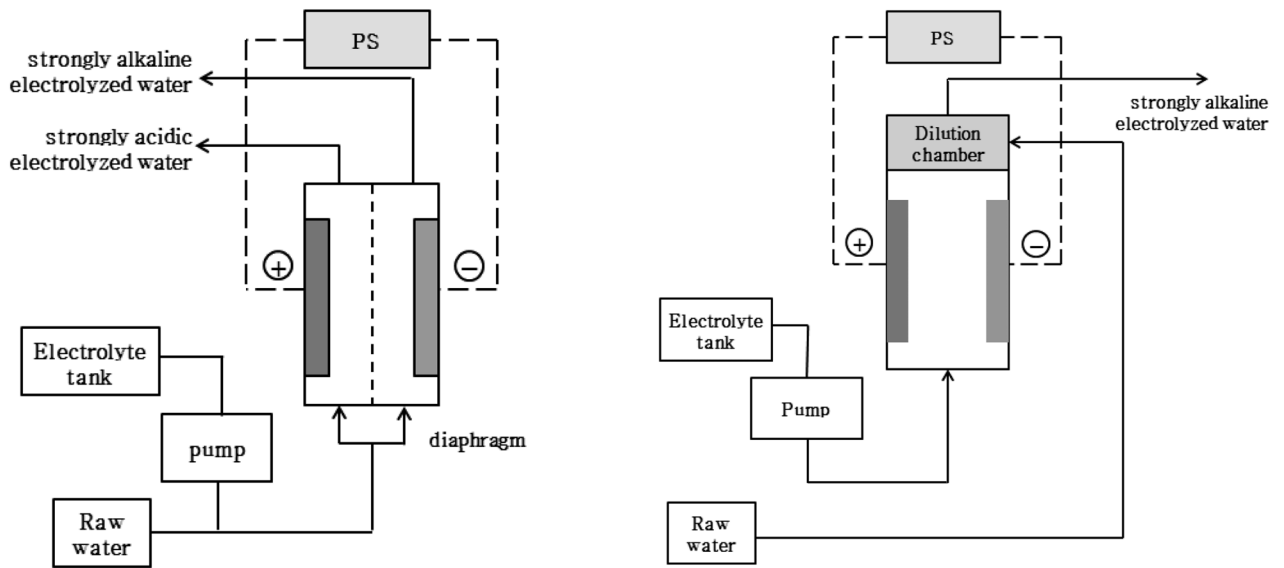 PS
strongly alkaline
electrolyzed water
strongly acidic
electrolyzed water
+
−
Electrolyte
tank
pump
diaphragm
Raw
water
PS
strongly alkaline
electrolyzed water
Dilution
chamber
+
−
Electrolyte
tank
Pump
Raw
water